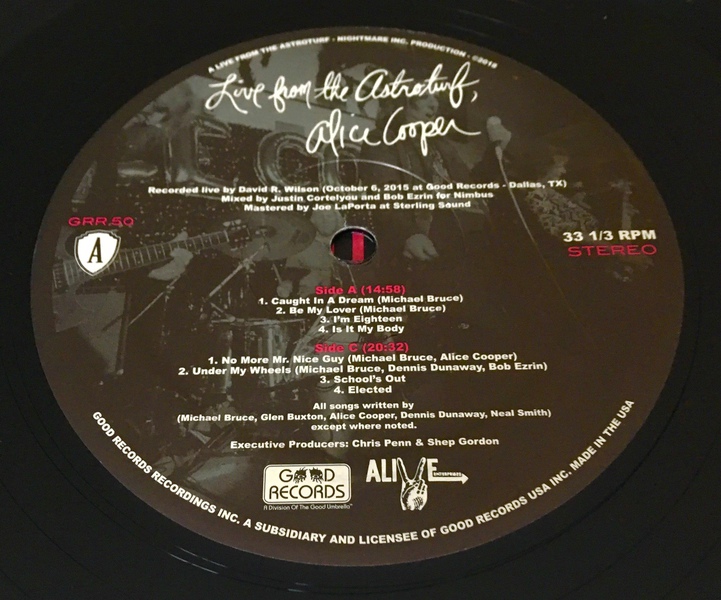 A LIVE FROM THE ASTROTURF - NIGHTMARE INC. PRODUCTION - ©2018
Live from the Astroturf,
Alice Cooper
Recorded live by David R. Wilson (October 6, 2015 at Good Records - Dallas, TX)
Mixed by Justin Cortelyou and Bob Ezrin for Nimbus
Mastered by Joe LaPorta at Sterling Sound
GRR.50
A
33 1/3 RPM
STEREO
Side A (14:58)
1. Caught In A Dream (Michael Bruce)
2. Be My Lover (Michael Bruce)
3. I'm Eighteen
4. Is It My Body
Side C (20:32)
1. No More Mr. Nice Guy (Michael Bruce, Alice Cooper)
2. Under My Wheels (Michael Bruce, Dennis Dunaway, Bob Ezrin)
3. School's Out
4. Elected
All songs written by
(Michael Bruce, Glen Buxton, Alice Cooper, Dennis Dunaway, Neal Smith)
except where noted.
Executive Producers: Chris Penn & Shep Gordon
GOOD
RECORDS
A Division Of The Good Umbrella
ALIVE
ENTERPRISES
GOOD RECORDS RECORDINGS INC. A SUBSIDIARY AND LICENSEE OF GOOD RECORDS USA INC. MADE IN THE USA